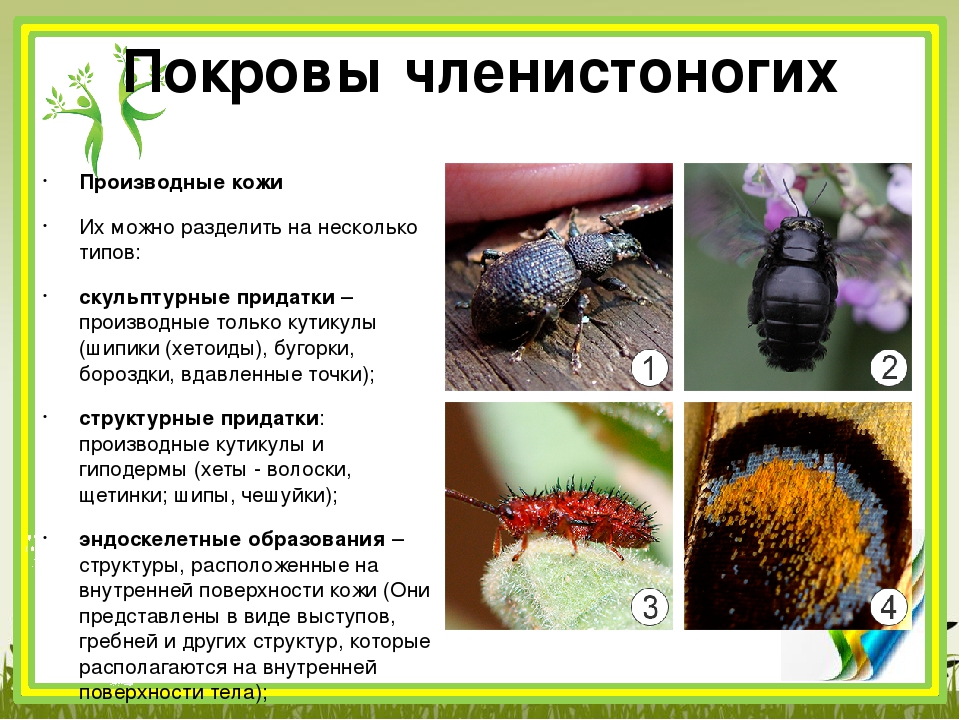 Покровы членистоногих
Производные кожи
Их можно разделить на несколько
типов:
скульптурные придатки –
производные только кутикулы
(шипики (хетоиды), бугорки,
бороздки, вдавленные точки);
структурные придатки:
производные кутикулы и
гиподермы (хеты - волоски,
щетинки; шипы, чешуйки);
эндоскелетные образования –
структуры, расположенные на
внутренней поверхности кожи (Они
представлены в виде выступов,
гребней и других структур, которые
располагаются на внутренней
поверхности тела);
1
2
3
4